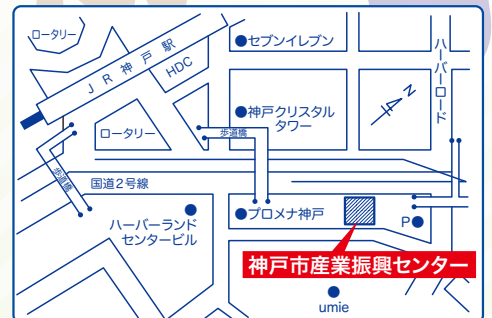 ロータリー
JR神戸駅
HDC
セブンイレブン
ハーバーロード
神戸クリスタル
タワー
N
ロータリー
歩道橋
歩道橋
国道2号線
ハーバーランド
センタービル
プロメナ神戸
P
神戸市産業振興センター
umie